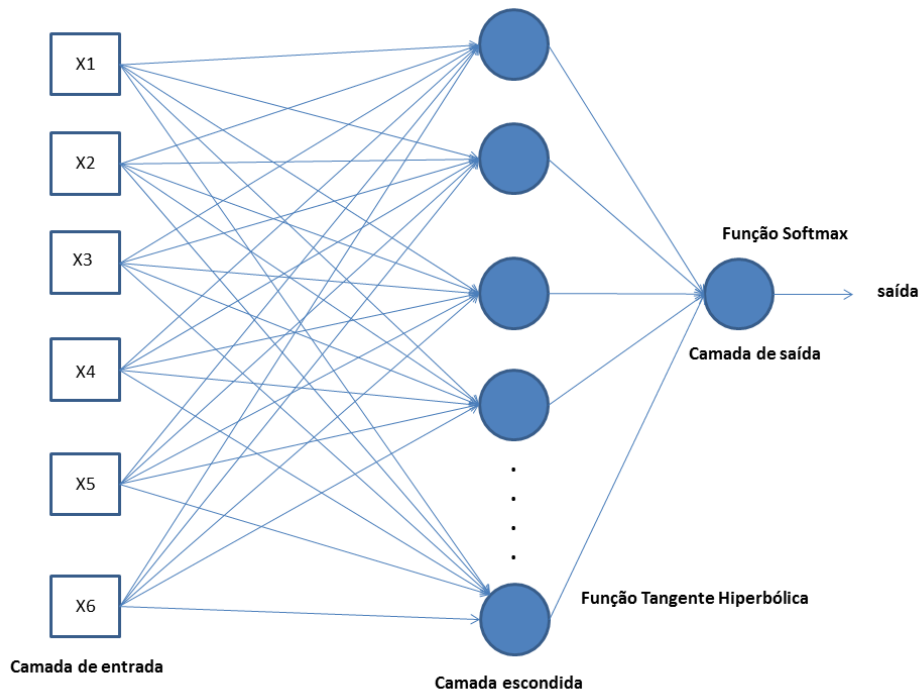 X1
X2
X3
X4
X5
X6
Camada de entrada
Função Tangente Hiperbólica
Camada escondida
Função Softmax
Camada de saída
saída